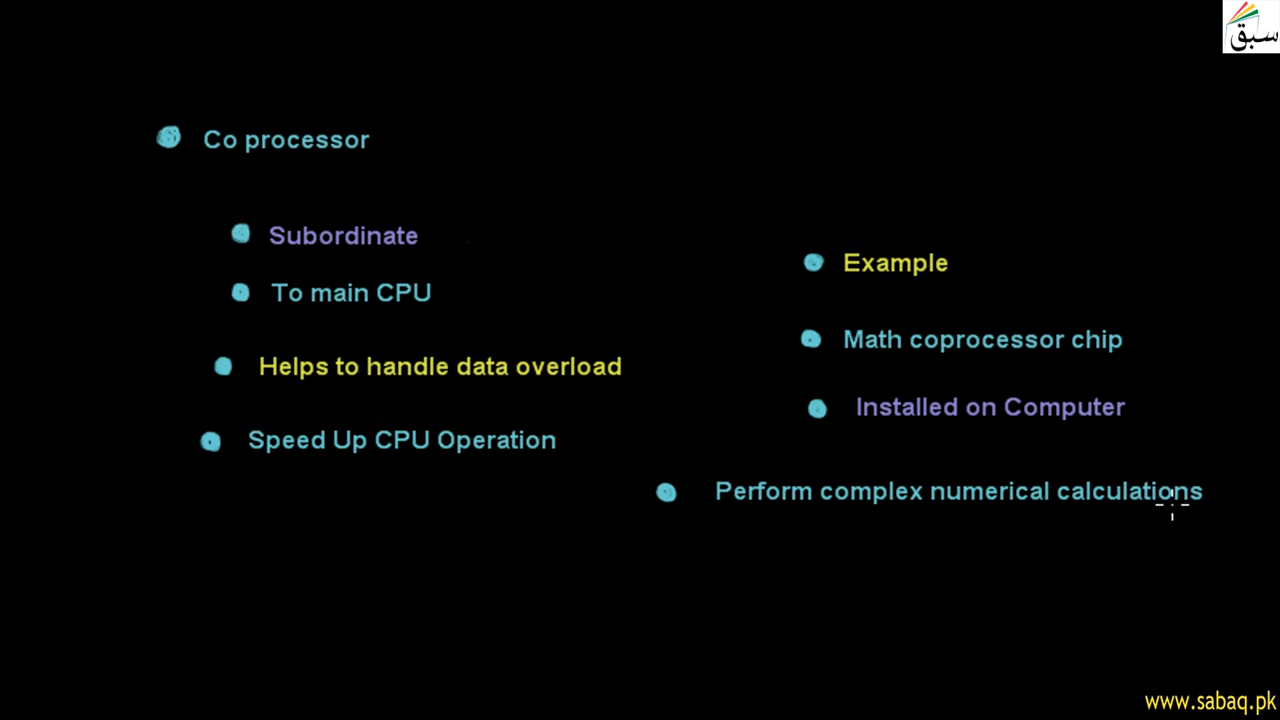 سبق
Co processor
Subordinate
To main CPU
Helps to handle data overload
Speed Up CPU Operation
Example
Math coprocessor chip
Installed on Computer
Perform complex numerical calculations
www.sabaq.pk